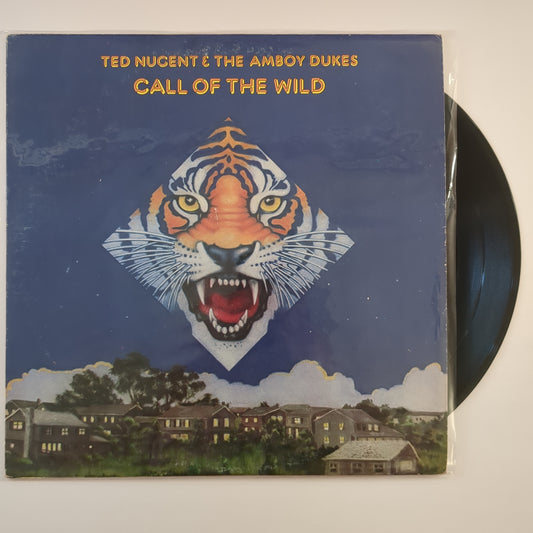 TED NUGENT & THE AMBOY DUKES
CALL OF THE WILD